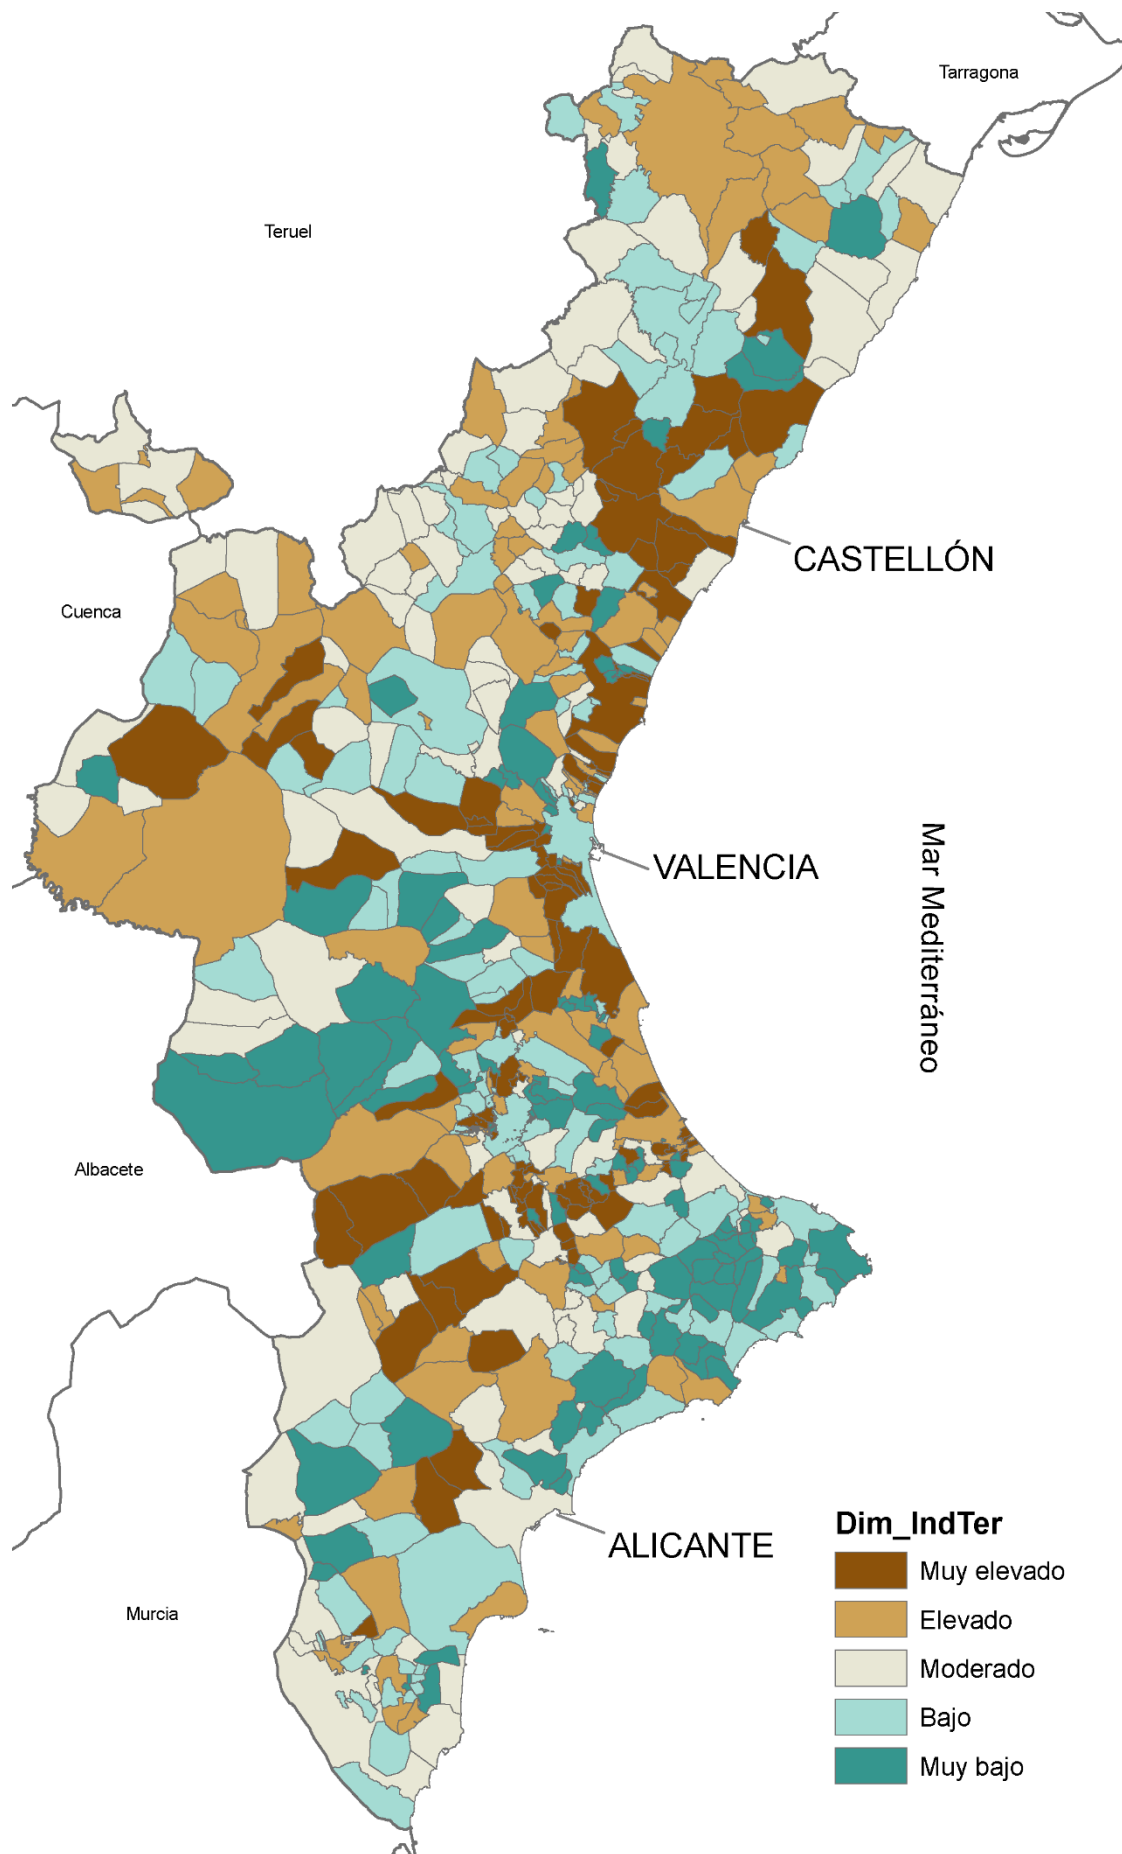 Tarragona
Teruel
CASTELLÓN
Cuenca
VALENCIA
Mar Mediterráneo
Albacete
ALICANTE
Murcia
Dim_IndTer
Muy elevado
Elevado
Moderado
Bajo
Muy bajo